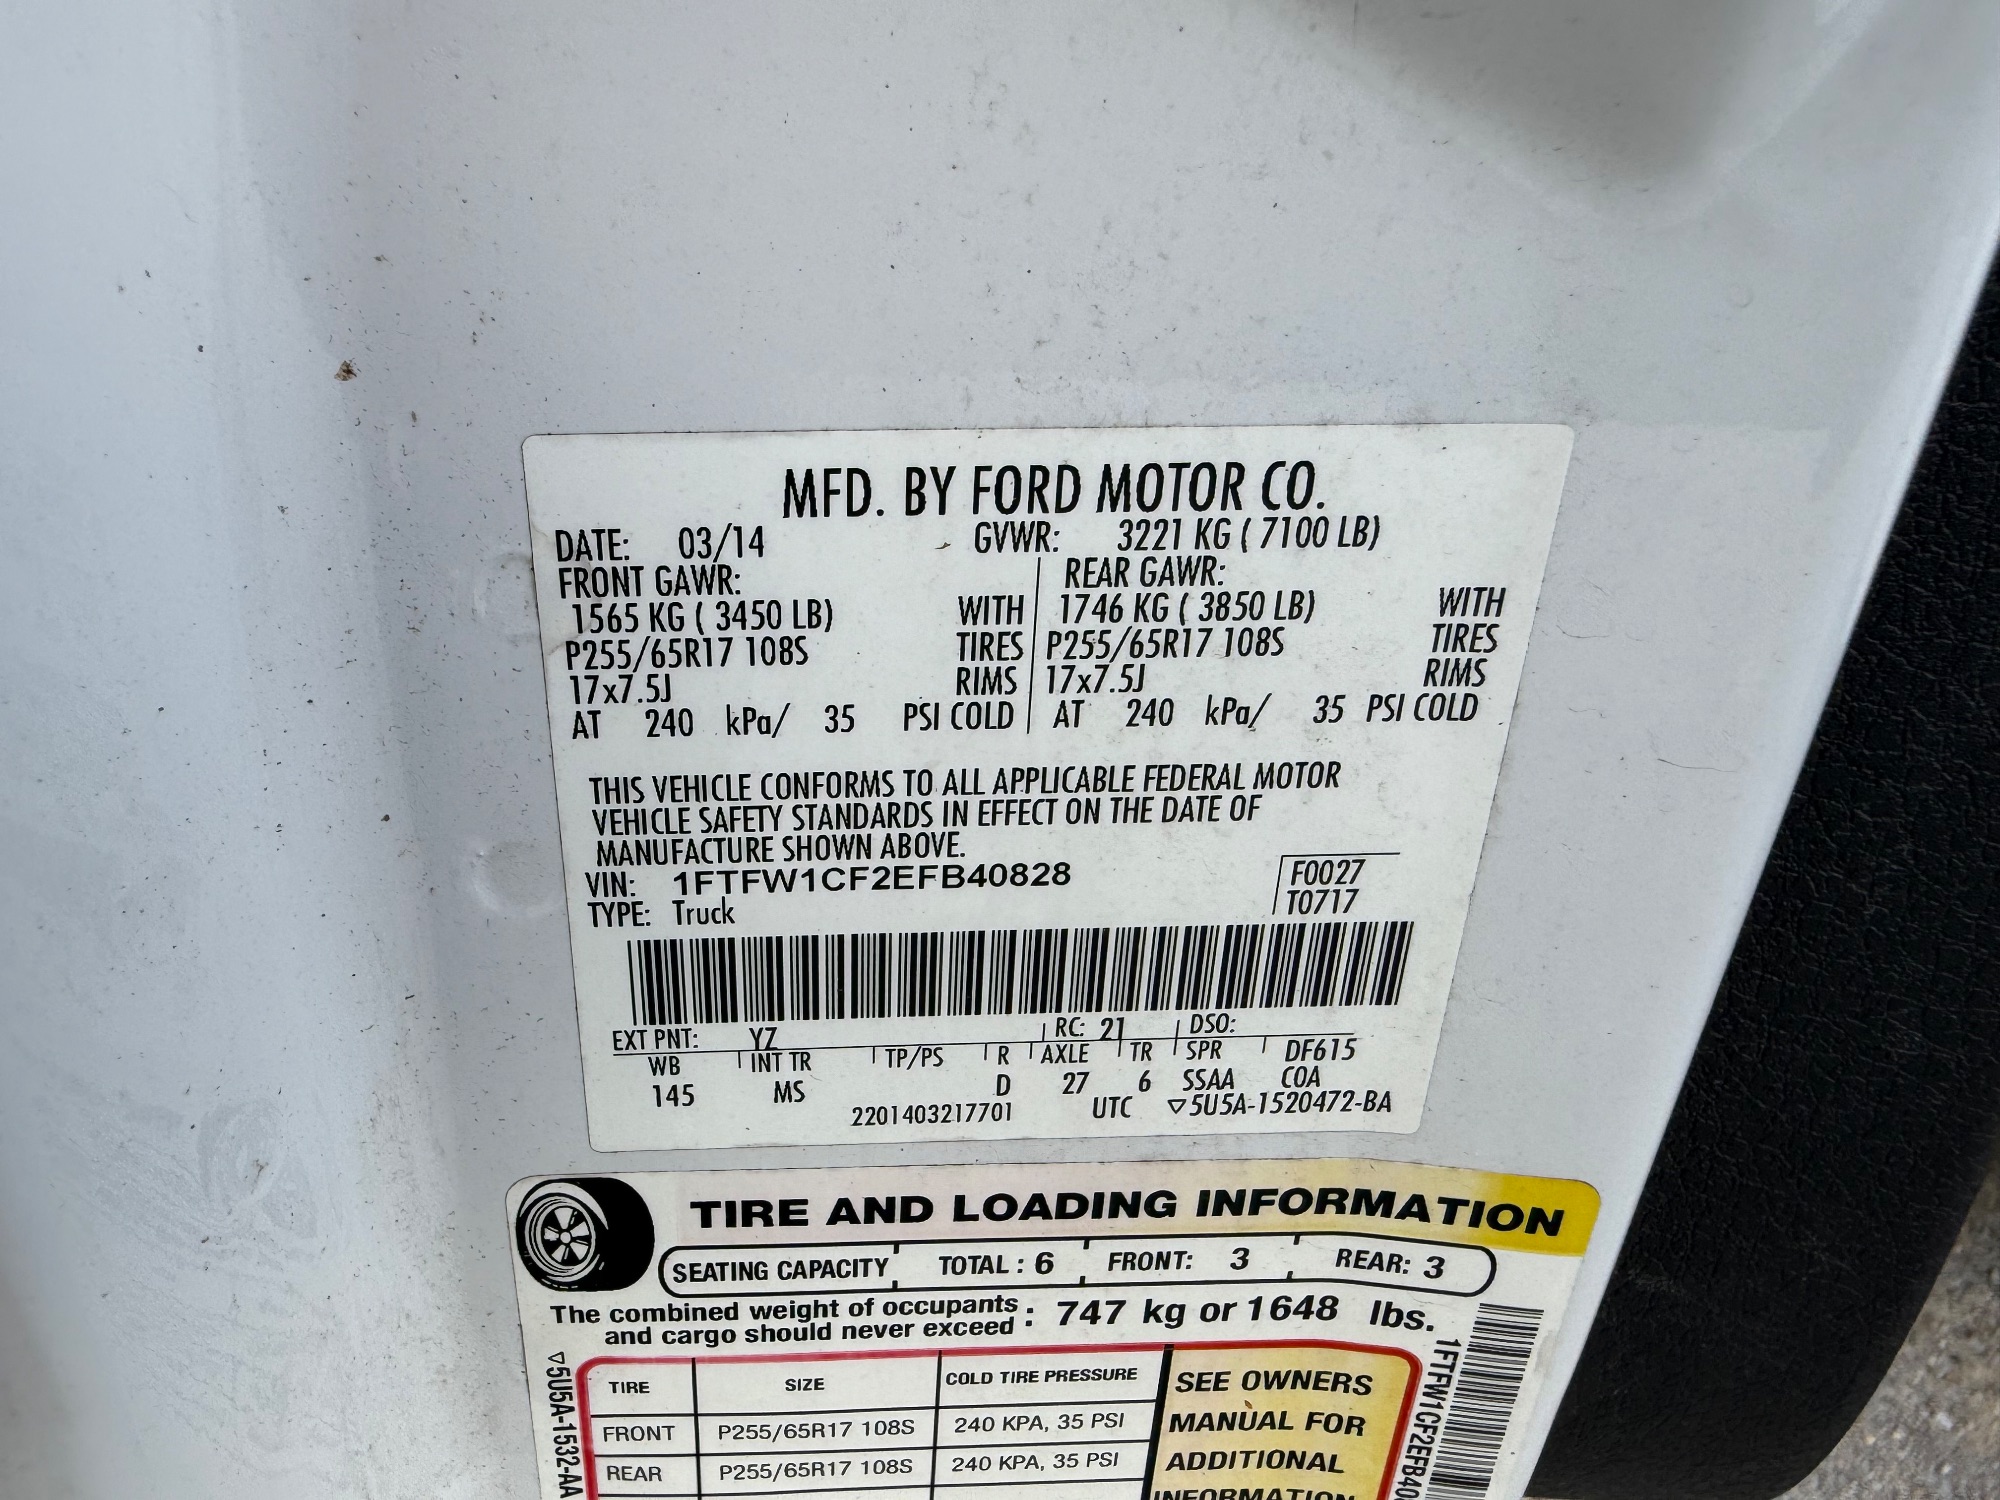 MFD. BY FORD MOTOR CO.
DATE: 03/14 GVWR: 3221 KG ( 7100 LB)
FRONT GAWR: REAR GAWR:
1565 KG ( 3450 LB) WITH 1746 KG ( 3850 LB) WITH
P255/65R17 108S TIRES P255/65R17 108S TIRES
17x7.5J RIMS 17x7.5J RIMS
AT 240 kPa/ 35 PSI COLD AT 240 kPa/ 35 PSI COLD
THIS VEHICLE CONFORMS TO ALL APPLICABLE FEDERAL MOTOR
VEHICLE SAFETY STANDARDS IN EFFECT ON THE DATE OF
MANUFACTURE SHOWN ABOVE.
VIN: 1FTFW1CF2EFB40828 F0027
TYPE: Truck T0717
EXT PNT: YZ RC: 21 DSO:
WB INT TR TP/PS R AXLE TR SPR DF615
145 MS D 27 6 SSAA COA
2201403217701 UTC ▽5U5A-1520472-BA
TIRE AND LOADING INFORMATION
SEATING CAPACITY TOTAL : 6 FRONT: 3 REAR: 3
The combined weight of occupants : 747 kg or 1648 lbs.
and cargo should never exceed :
TIRE SIZE COLD TIRE PRESSURE SEE OWNERS
FRONT P255/65R17 108S 240 KPA, 35 PSI MANUAL FOR
REAR P255/65R17 108S 240 KPA, 35 PSI ADDITIONAL
INFORMATION
▽5U5A-1532-AA
1FTFW1CF2EFB40